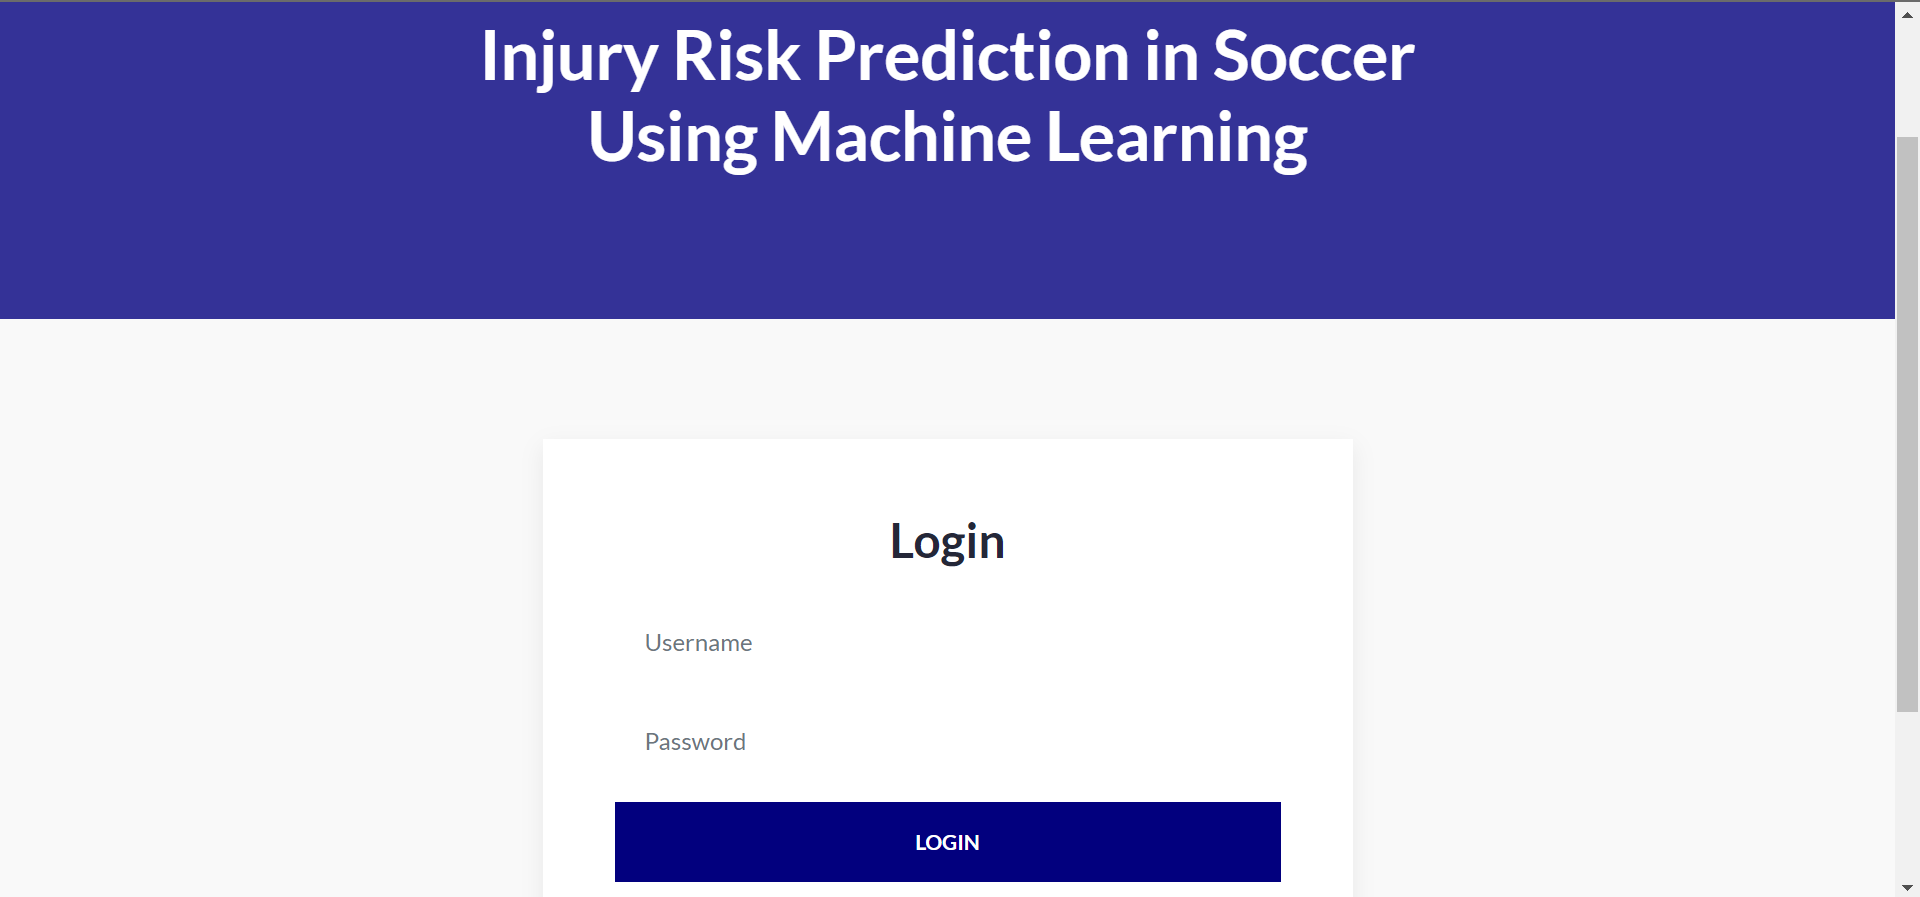 Injury Risk Prediction in Soccer
Using Machine Learning
Login
Username
Password
LOGIN